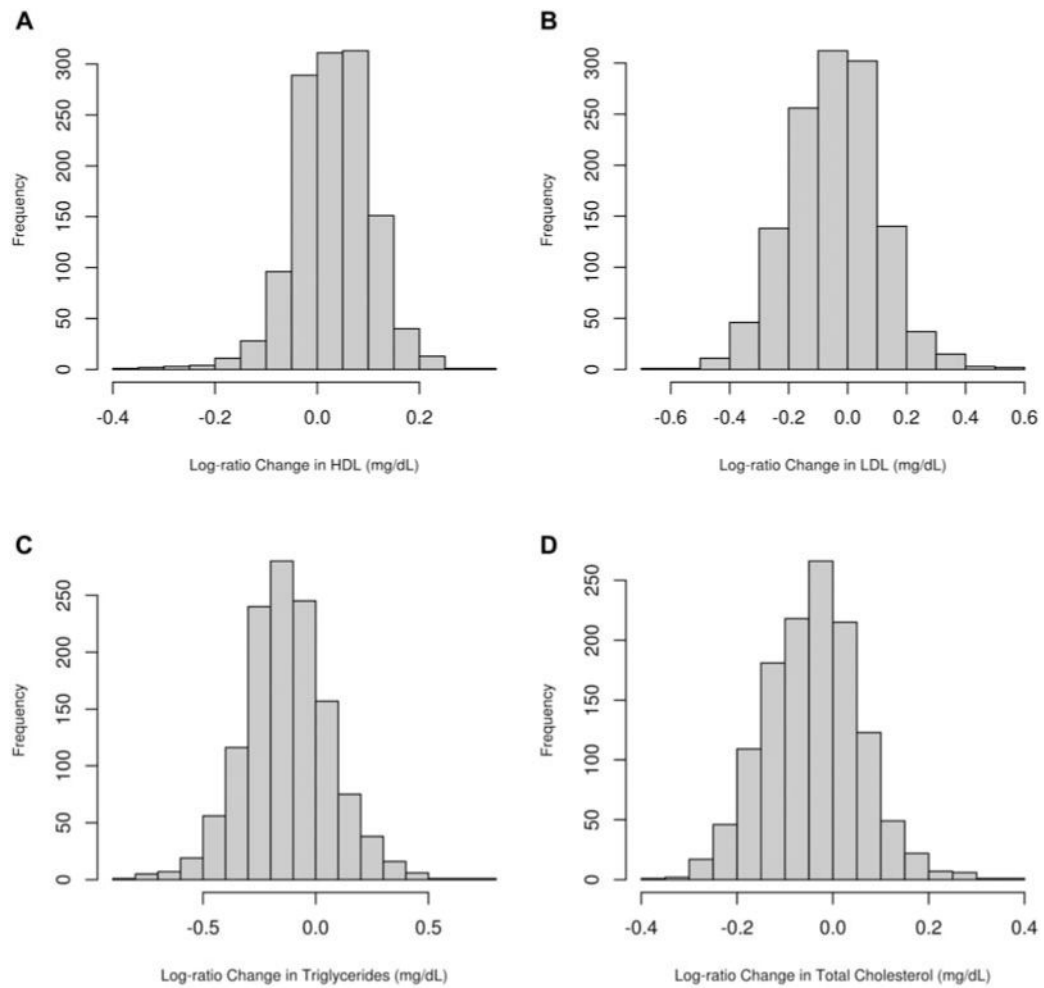 A
Frequency
0 50 100 150 200 250 300
-0.4 -0.2 0.0 0.2
Log-ratio Change in HDL (mg/dL)
B
Frequency
0 50 100 150 200 250 300
-0.6 -0.4 -0.2 0.0 0.2 0.4 0.6
Log-ratio Change in LDL (mg/dL)
C
Frequency
0 50 100 150 200 250
-0.5 0.0 0.5
Log-ratio Change in Triglycerides (mg/dL)
D
Frequency
0 50 100 150 200 250
-0.4 -0.2 0.0 0.2 0.4
Log-ratio Change in Total Cholesterol (mg/dL)